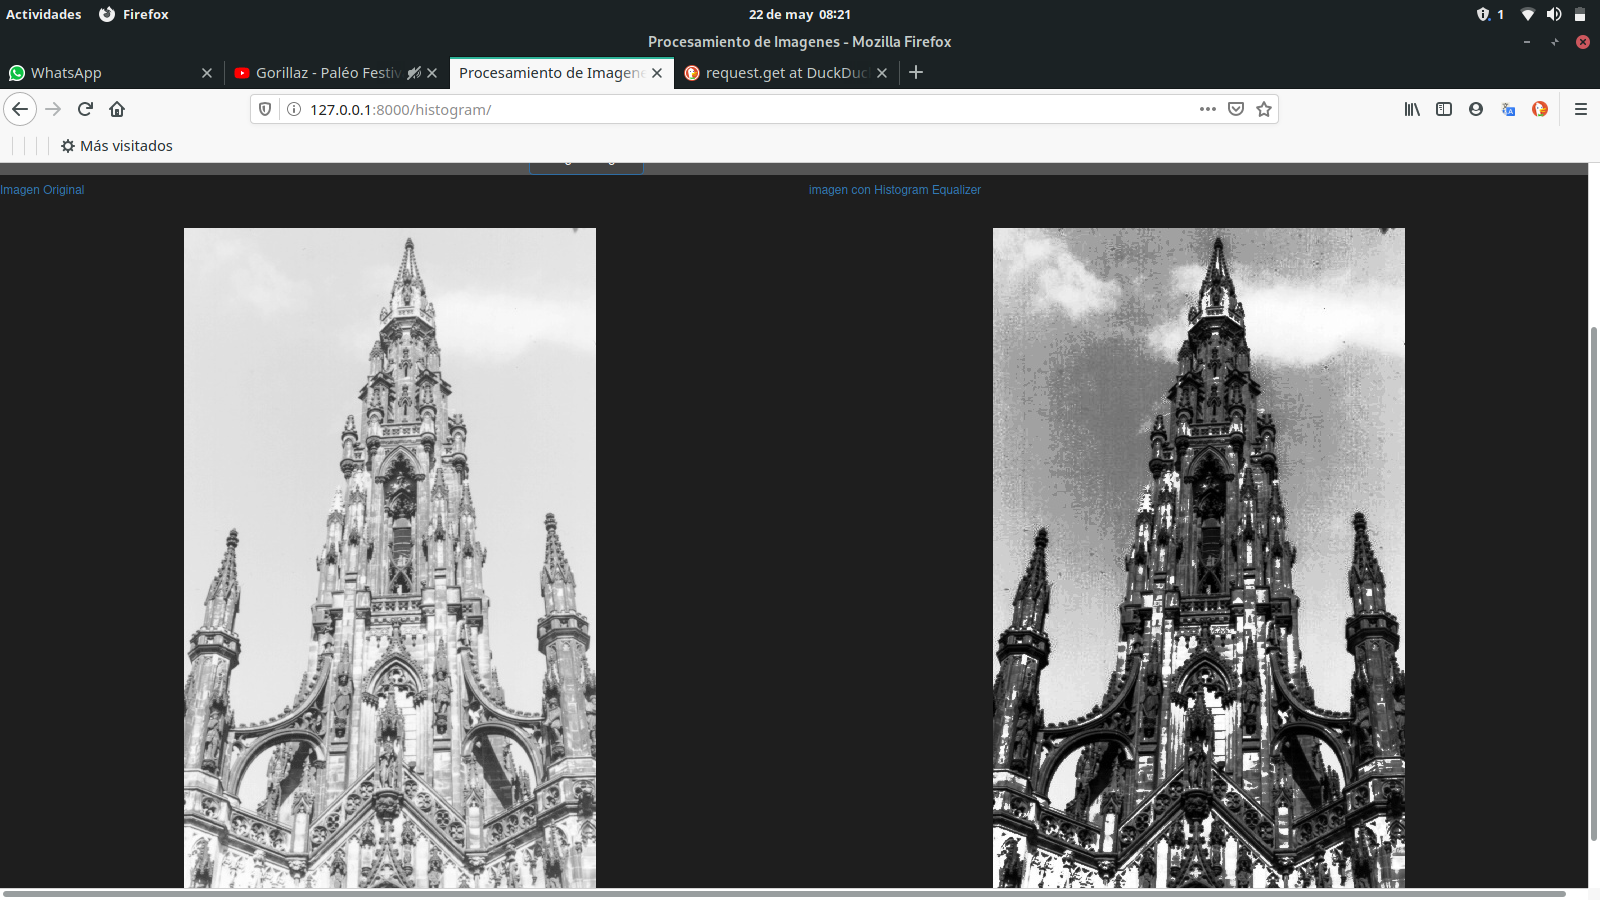 Actividades Firefox 22 de may 08:21 1
Procesamiento de Imagenes - Mozilla Firefox
WhatsApp Gorillaz - Paléo Festiv Procesamiento de Imagene request.get at DuckDuc
127.0.0.1:8000/histogram/
Más visitados
Imagen Original imagen con Histogram Equalizer